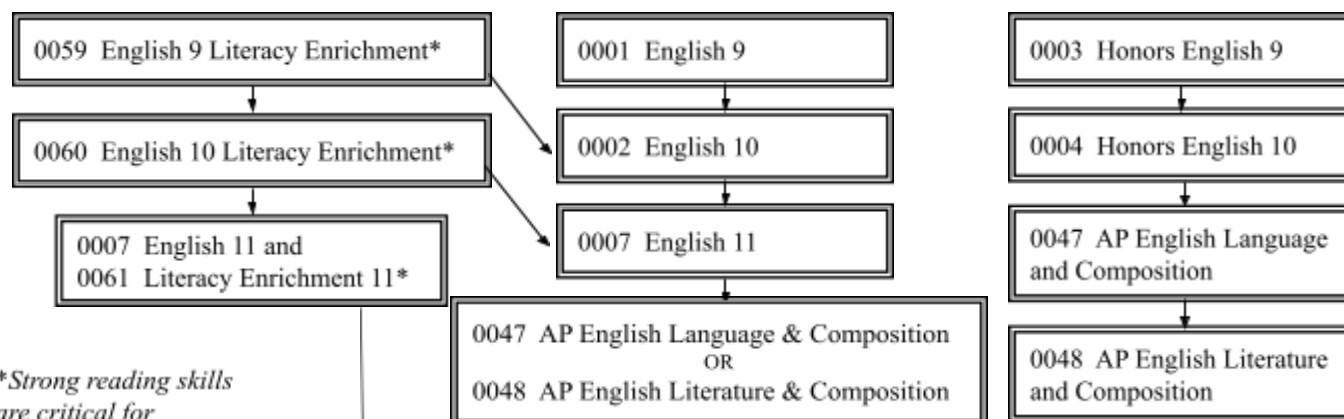 0059 English 9 Literacy Enrichment*
0001 English 9
0003 Honors English 9
0060 English 10 Literacy Enrichment*
0002 English 10
0004 Honors English 10
0007 English 11 and
0061 Literacy Enrichment 11*
0007 English 11
0047 AP English Language
and Composition
0047 AP English Language & Composition
OR
0048 AP English Literature & Composition
0048 AP English Literature
and Composition
*Strong reading skills
are critical for